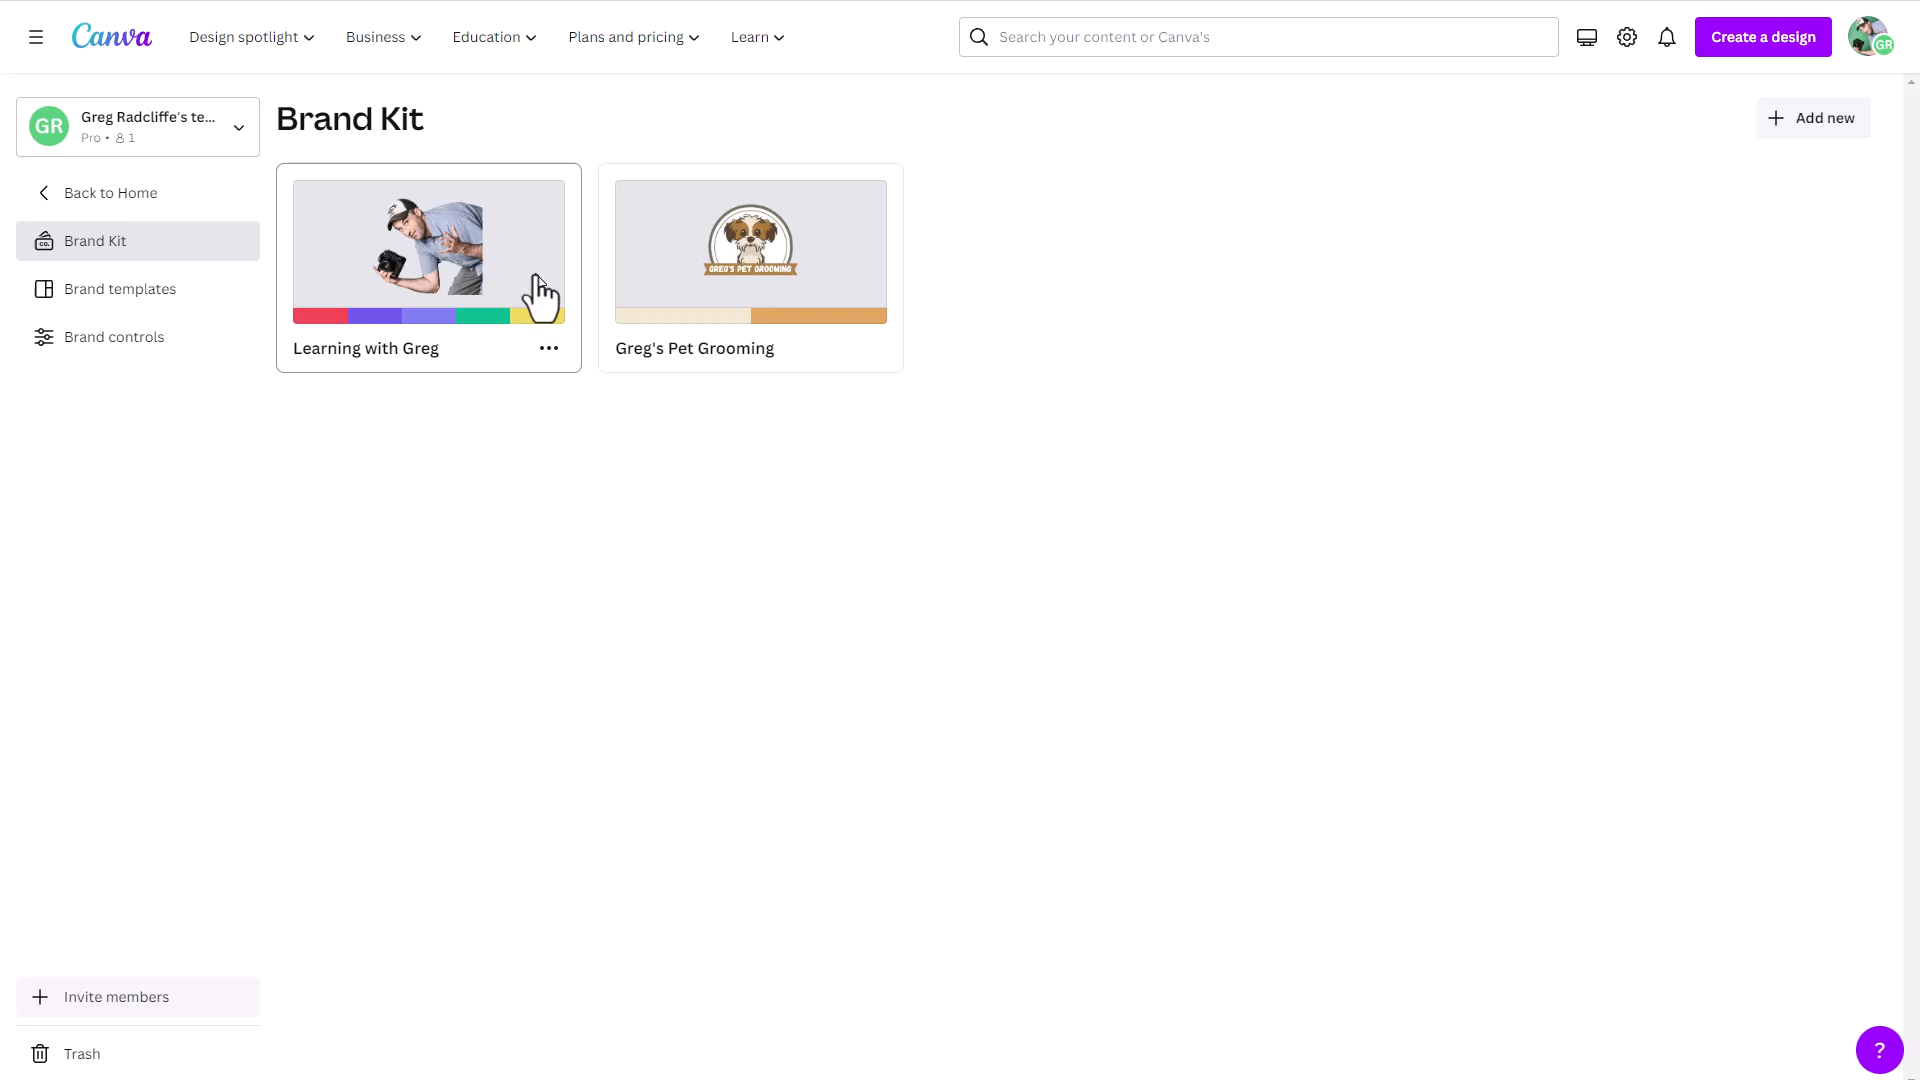 Canva
Design spotlight
Business
Education
Plans and pricing
Learn
Search your content or Canva's
Create a design
GR
GR
Greg Radcliffe's te...
Pro • 1
Back to Home
Brand Kit
Brand templates
Brand controls
Brand Kit
Add new
Learning with Greg
GREG'S PET GROOMING
Greg's Pet Grooming
CO.
Invite members
Trash
?